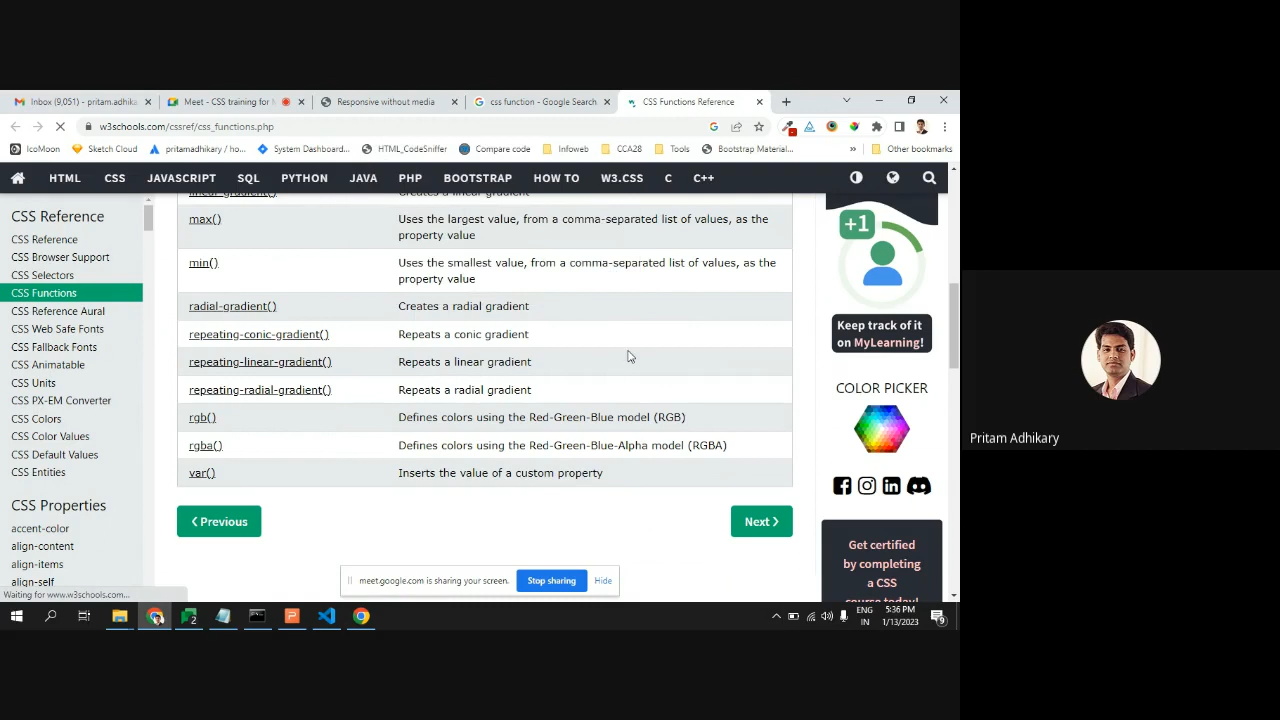 Inbox (9,051) - pritam.adhika
Meet - CSS training for
Responsive without media
css function - Google Search
CSS Functions Reference
w3schools.com/cssref/css_functions.php
IcoMoon
Sketch Cloud
pritamadhikary / ho...
System Dashboard...
HTML_CodeSniffer
Compare code
Infoweb
CCA28
Tools
Bootstrap Material...
Other bookmarks
HTML
CSS
JAVASCRIPT
SQL
PYTHON
JAVA
PHP
BOOTSTRAP
HOW TO
W3.CSS
C
C++
CSS Reference
CSS Reference
CSS Browser Support
CSS Selectors
CSS Functions
CSS Reference Aural
CSS Web Safe Fonts
CSS Fallback Fonts
CSS Animatable
CSS Units
CSS PX-EM Converter
CSS Colors
CSS Color Values
CSS Default Values
CSS Entities
CSS Properties
accent-color
align-content
align-items
align-self
linear-gradient()
Creates a linear gradient
max()
Uses the largest value, from a comma-separated list of values, as the
property value
min()
Uses the smallest value, from a comma-separated list of values, as the
property value
radial-gradient()
Creates a radial gradient
repeating-conic-gradient()
Repeats a conic gradient
repeating-linear-gradient()
Repeats a linear gradient
repeating-radial-gradient()
Repeats a radial gradient
rgb()
Defines colors using the Red-Green-Blue model (RGB)
rgba()
Defines colors using the Red-Green-Blue-Alpha model (RGBA)
var()
Inserts the value of a custom property
❮ Previous
Next ❯
+1
Keep track of it
on MyLearning!
COLOR PICKER
Get certified
by completing
a CSS
course today!
meet.google.com is sharing your screen.
Stop sharing
Hide
Waiting for www.w3schools.com...
2
ENG
IN
5:36 PM
1/13/2023
9
Pritam Adhikary